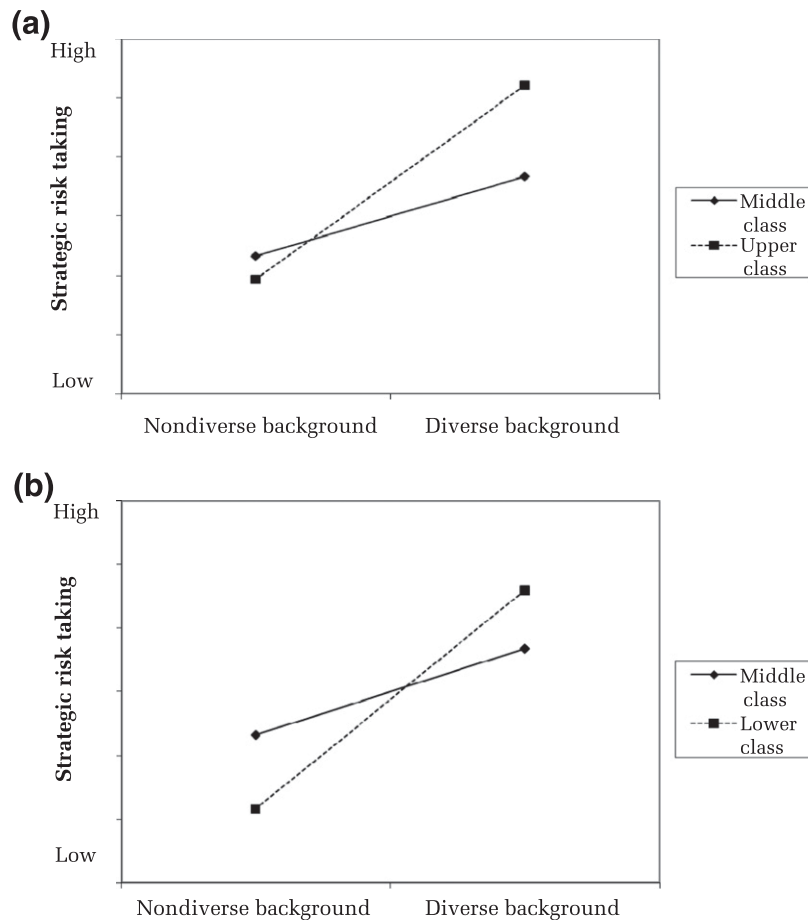 (a)
High
Strategic risk taking
Low
Nondiverse background
Diverse background
Middle
class
Upper
class
(b)
High
Strategic risk taking
Low
Nondiverse background
Diverse background
Middle
class
Lower
class